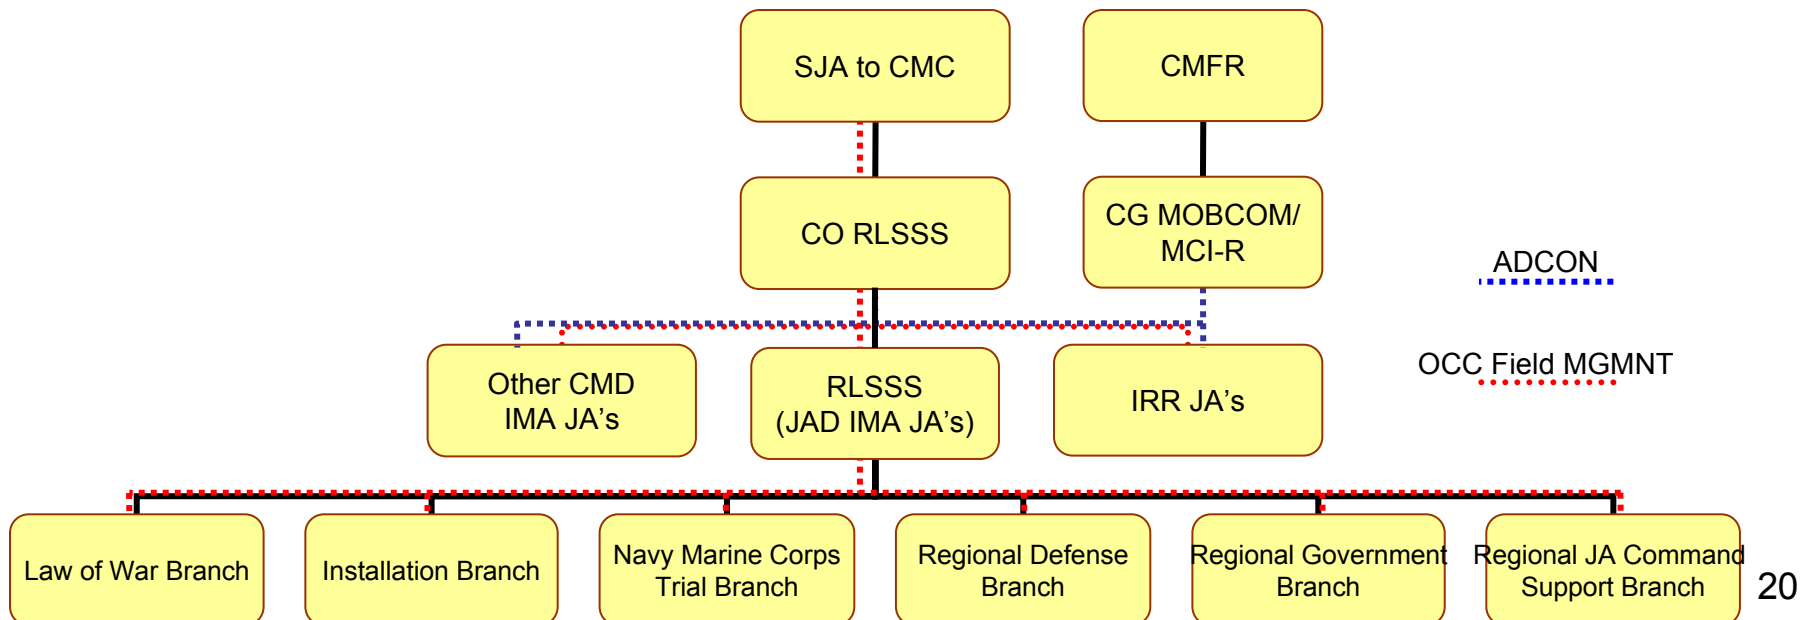 SJA to CMC
CMFR
CO RLSSS
CG MOBCOM/
MCI-R
ADCON
OCC Field MGMNT
Other CMD
IMA JA's
RLSSS
(JAD IMA JA's)
IRR JA's
Law of War Branch
Installation Branch
Navy Marine Corps
Trial Branch
Regional Defense
Branch
Regional Government
Branch
Regional JA Command
Support Branch
20